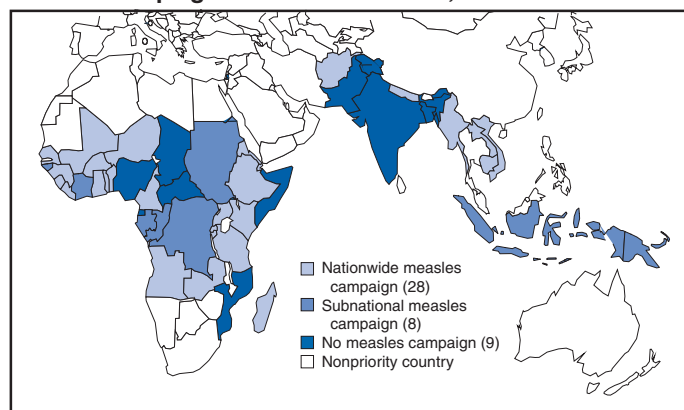 Nationwide measles
campaign (28)
Subnational measles
campaign (8)
No measles campaign (9)
Nonpriority country